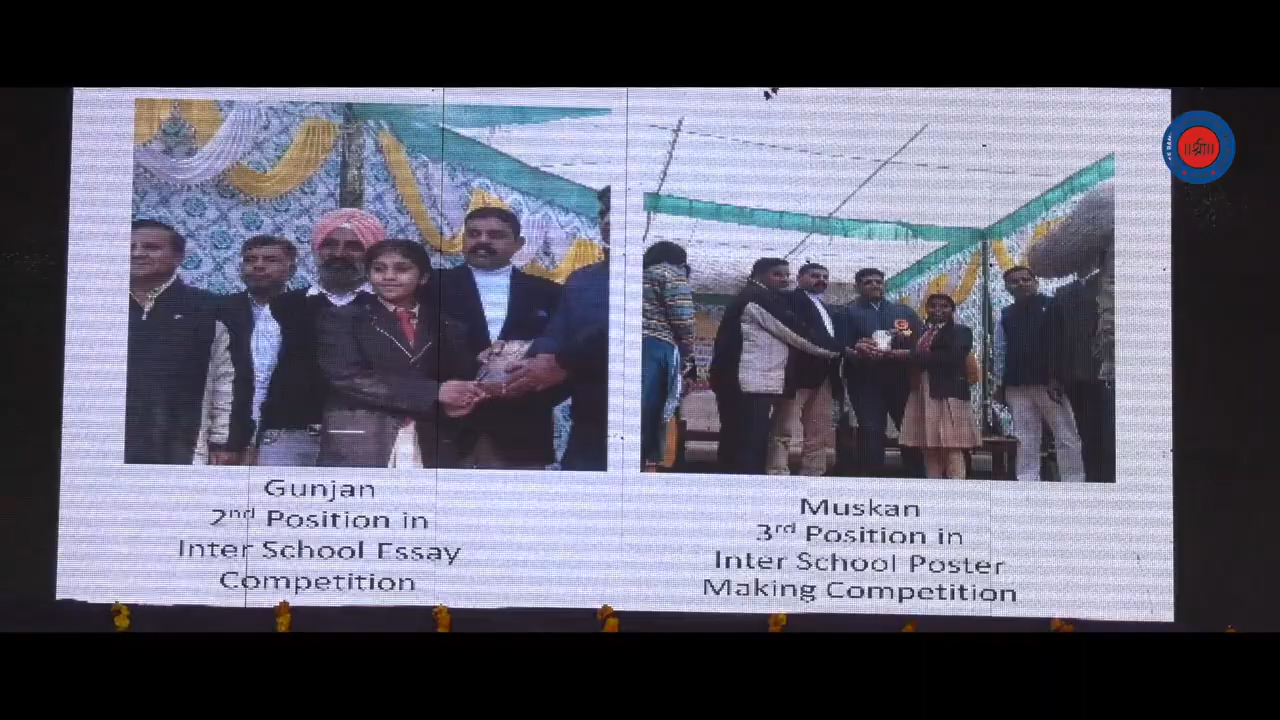 Gunjan
2nd Position in
Inter School Essay
Competition
Muskan
3rd Position in
Inter School Poster
Making Competition
॥श्री॥